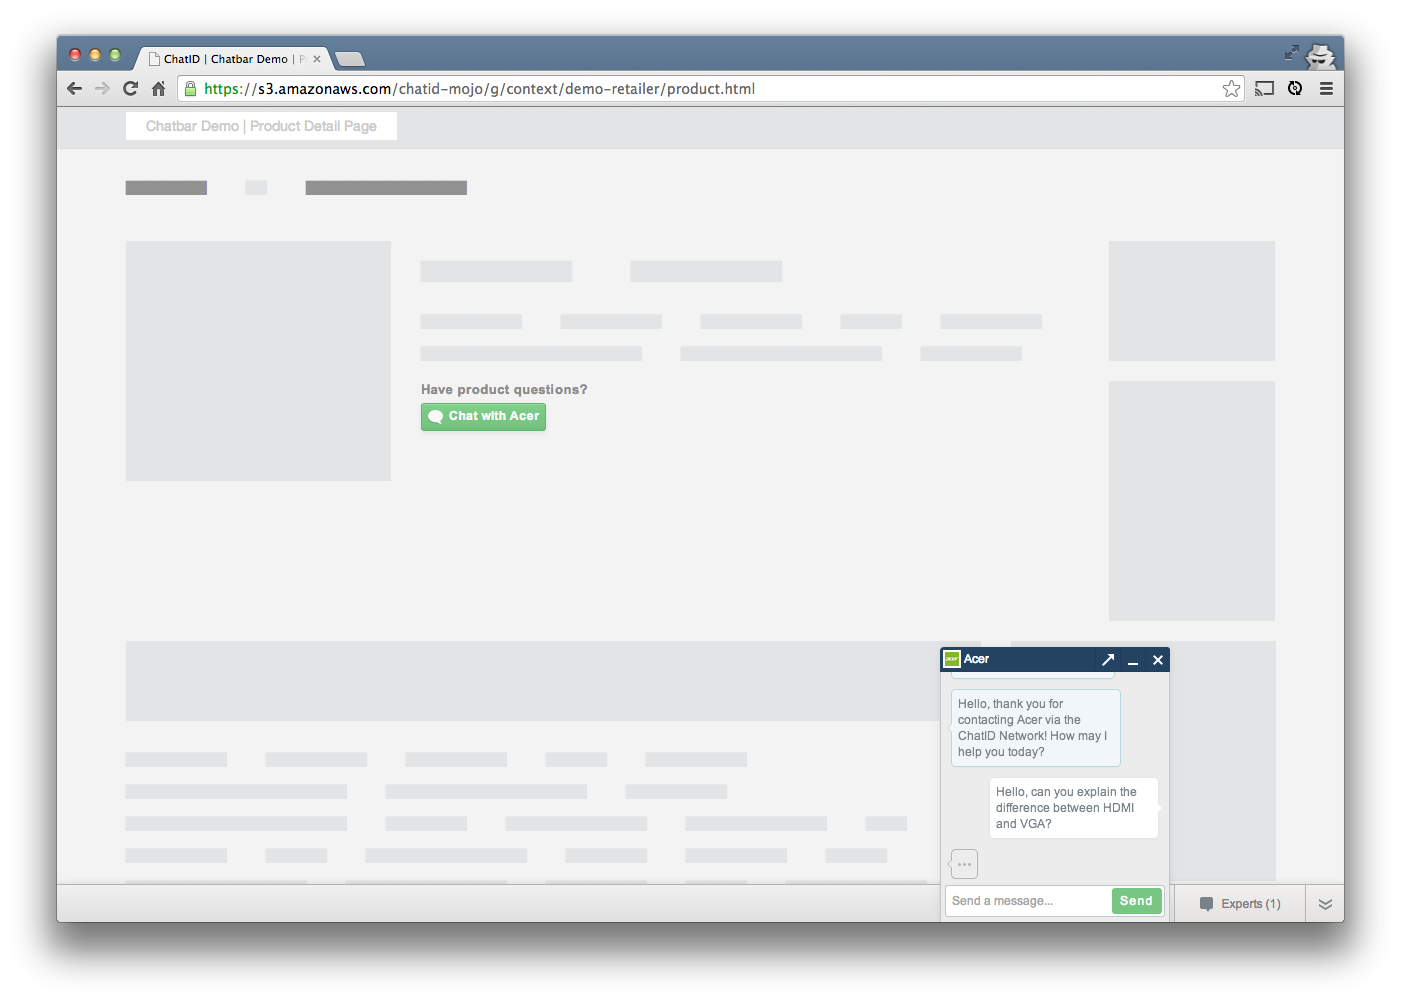 ChatID | Chatbar Demo |
https://s3.amazonaws.com/chatid-mojo/g/context/demo-retailer/product.html
Chatbar Demo | Product Detail Page
Have product questions?
Chat with Acer
acer Acer
Hello, thank you for
contacting Acer via the
ChatID Network! How may I
help you today?
Hello, can you explain the
difference between HDMI
and VGA?
Send a message...
Send
Experts (1)